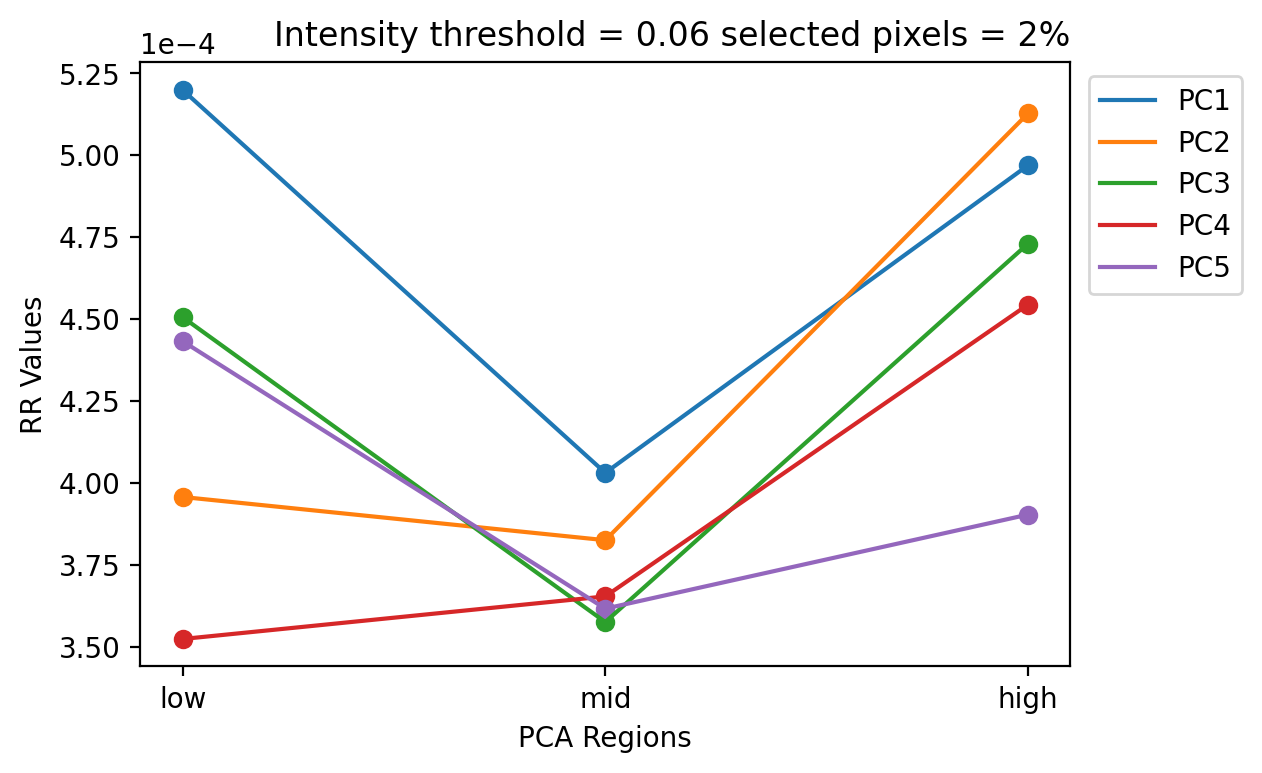 Intensity threshold = 0.06 selected pixels = 2%
1e−4
5.25
5.00
4.75
4.50
4.25
4.00
3.75
3.50
RR Values
low
mid
high
PCA Regions
PC1
PC2
PC3
PC4
PC5